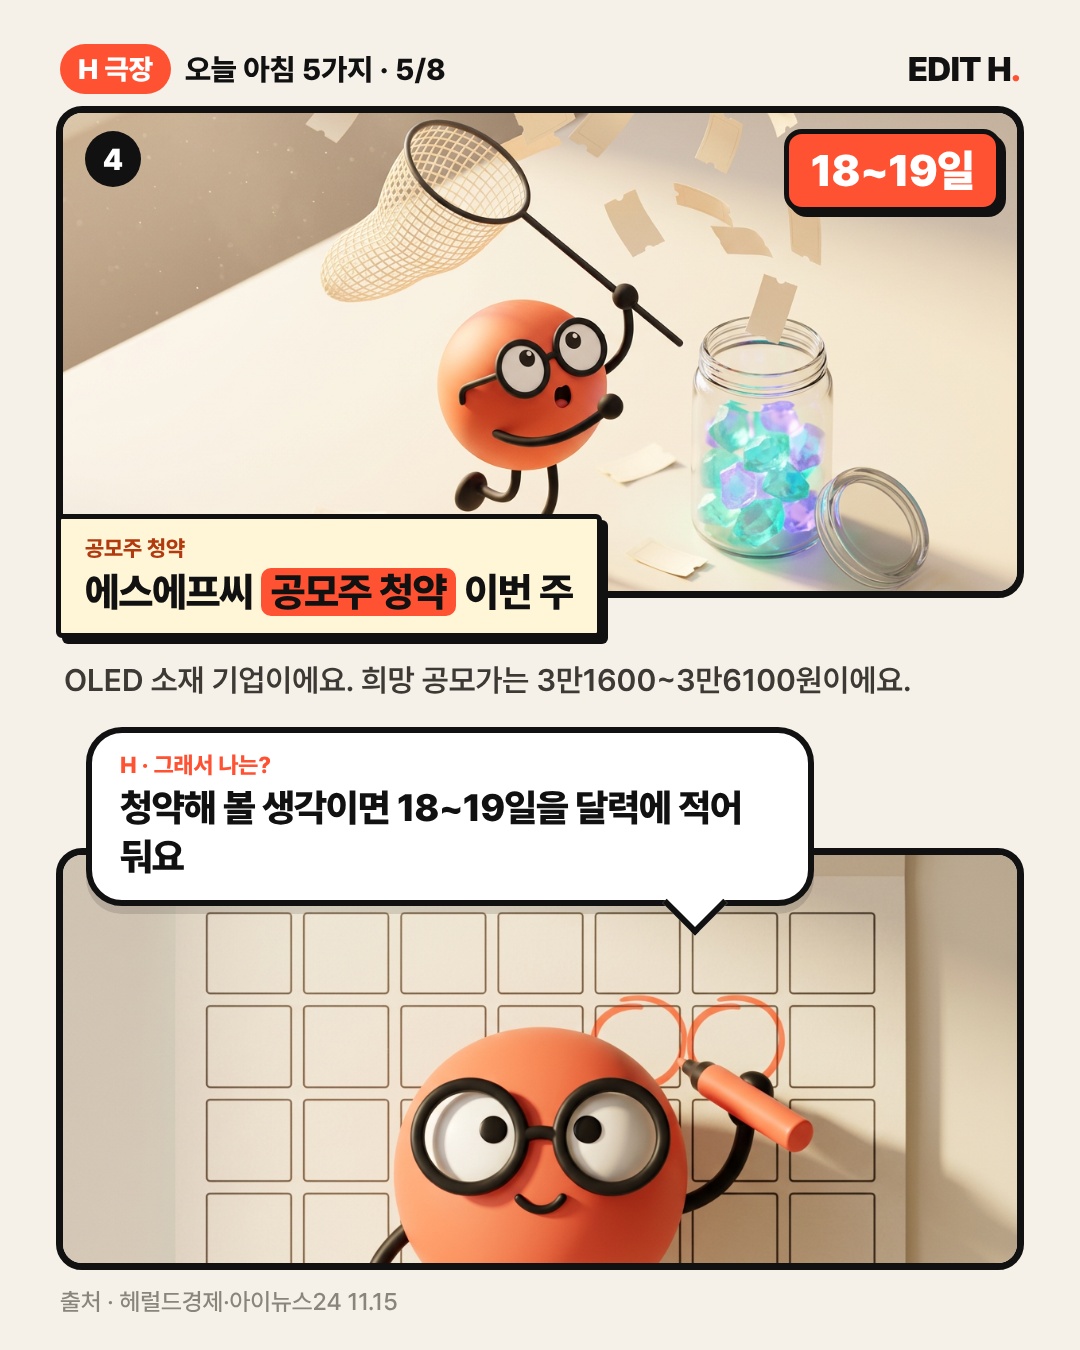 H 극장 오늘 아침 5가지 · 5/8
EDIT H.
4
18~19일
공모주 청약
에스에프씨 공모주 청약 이번 주
OLED 소재 기업이에요. 희망 공모가는 3만1600~3만6100원이에요.
H · 그래서 나는?
청약해 볼 생각이면 18~19일을 달력에 적어
둬요
출처 · 헤럴드경제·아이뉴스24 11.15